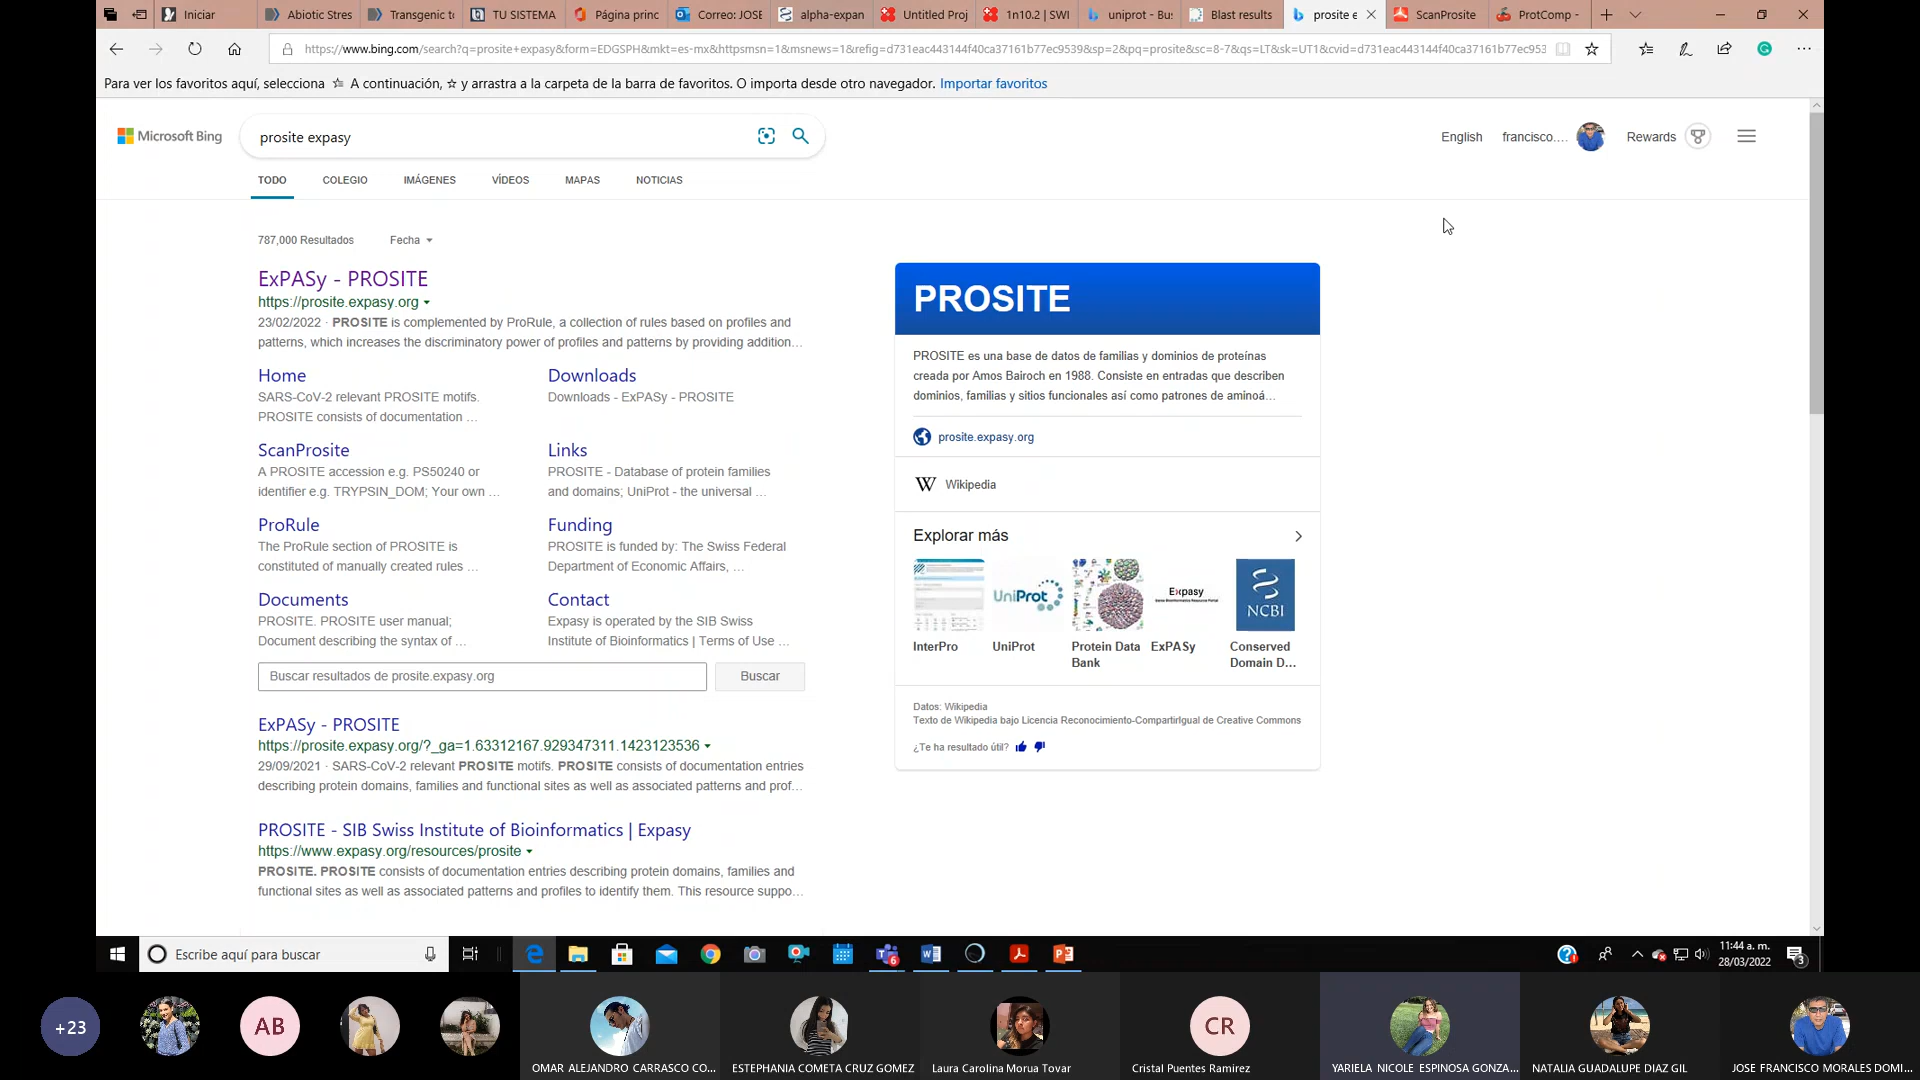 Iniciar
Abiotic Stres
Transgenic to
TU SISTEMA
Página princ
Correo: JOSE
alpha-expan
Untitled Proj
1n10.2 | SWI
uniprot - Bus
Blast results
prosite e
ScanProsite
ProtComp -
https://www.bing.com/search?q=prosite+expasy&form=EDGSPH&mkt=es-mx&httpsmsn=1&msnews=1&refig=d731eac443144f40ca37161b77ec9539&sp=2&pq=prosite&sc=8-7&qs=LT&sk=UT1&cvid=d731eac443144f40ca37161b77ec953
Para ver los favoritos aquí, selecciona ☆ A continuación, ☆ y arrastra a la carpeta de la barra de favoritos. O importa desde otro navegador. Importar favoritos
Microsoft Bing
prosite expasy
English
francisco....
Rewards
TODO
COLEGIO
IMÁGENES
VÍDEOS
MAPAS
NOTICIAS
787,000 Resultados
Fecha
ExPASy - PROSITE
https://prosite.expasy.org
23/02/2022 · PROSITE is complemented by ProRule, a collection of rules based on profiles and
patterns, which increases the discriminatory power of profiles and patterns by providing addition…
Home
SARS-CoV-2 relevant PROSITE motifs.
PROSITE consists of documentation …
Downloads
Downloads - ExPASy - PROSITE
ScanProsite
A PROSITE accession e.g. PS50240 or
identifier e.g. TRYPSIN_DOM; Your own …
Links
PROSITE - Database of protein families
and domains; UniProt - the universal …
ProRule
The ProRule section of PROSITE is
constituted of manually created rules …
Funding
PROSITE is funded by: The Swiss Federal
Department of Economic Affairs, …
Documents
PROSITE. PROSITE user manual;
Document describing the syntax of …
Contact
Expasy is operated by the SIB Swiss
Institute of Bioinformatics | Terms of Use …
Buscar resultados de prosite.expasy.org
Buscar
ExPASy - PROSITE
https://prosite.expasy.org/?_ga=1.63312167.929347311.1423123536
29/09/2021 · SARS-CoV-2 relevant PROSITE motifs. PROSITE consists of documentation entries
describing protein domains, families and functional sites as well as associated patterns and prof…
PROSITE - SIB Swiss Institute of Bioinformatics | Expasy
https://www.expasy.org/resources/prosite
PROSITE. PROSITE consists of documentation entries describing protein domains, families and
functional sites as well as associated patterns and profiles to identify them. This resource suppo…
PROSITE
PROSITE es una base de datos de familias y dominios de proteínas
creada por Amos Bairoch en 1988. Consiste en entradas que describen
dominios, familias y sitios funcionales así como patrones de aminoá…
prosite.expasy.org
W Wikipedia
Explorar más
UniProt
Expasy
NCBI
InterPro
UniProt
Protein Data
Bank
ExPASy
Conserved
Domain D…
Datos: Wikipedia
Texto de Wikipedia bajo Licencia Reconocimiento-CompartirIgual de Creative Commons
¿Te ha resultado útil?
Escribe aquí para buscar
11:44 a. m.
28/03/2022
3
+23
AB
OMAR ALEJANDRO CARRASCO CO...
ESTEPHANIA COMETA CRUZ GOMEZ
Laura Carolina Morua Tovar
CR
Cristal Puentes Ramirez
YARIELA NICOLE ESPINOSA GONZA...
NATALIA GUADALUPE DIAZ GIL
JOSE FRANCISCO MORALES DOMI...